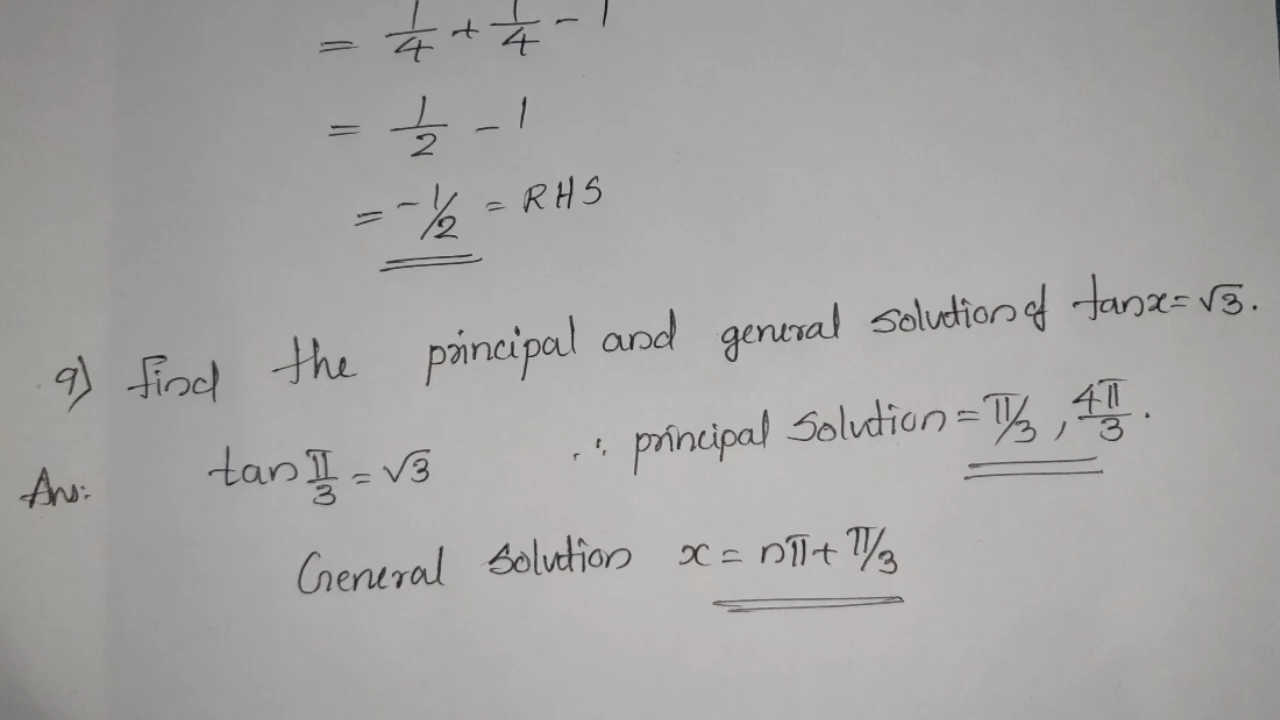 = 1/4 + 1/4 - 1
= 1/2 - 1
= -1/2 = RHS
9) Find the principal and general solution of tanx = √3.
Ans: tan π/3 = √3 ∴ principal solution = π/3, 4π/3.
General solution x = nπ + π/3